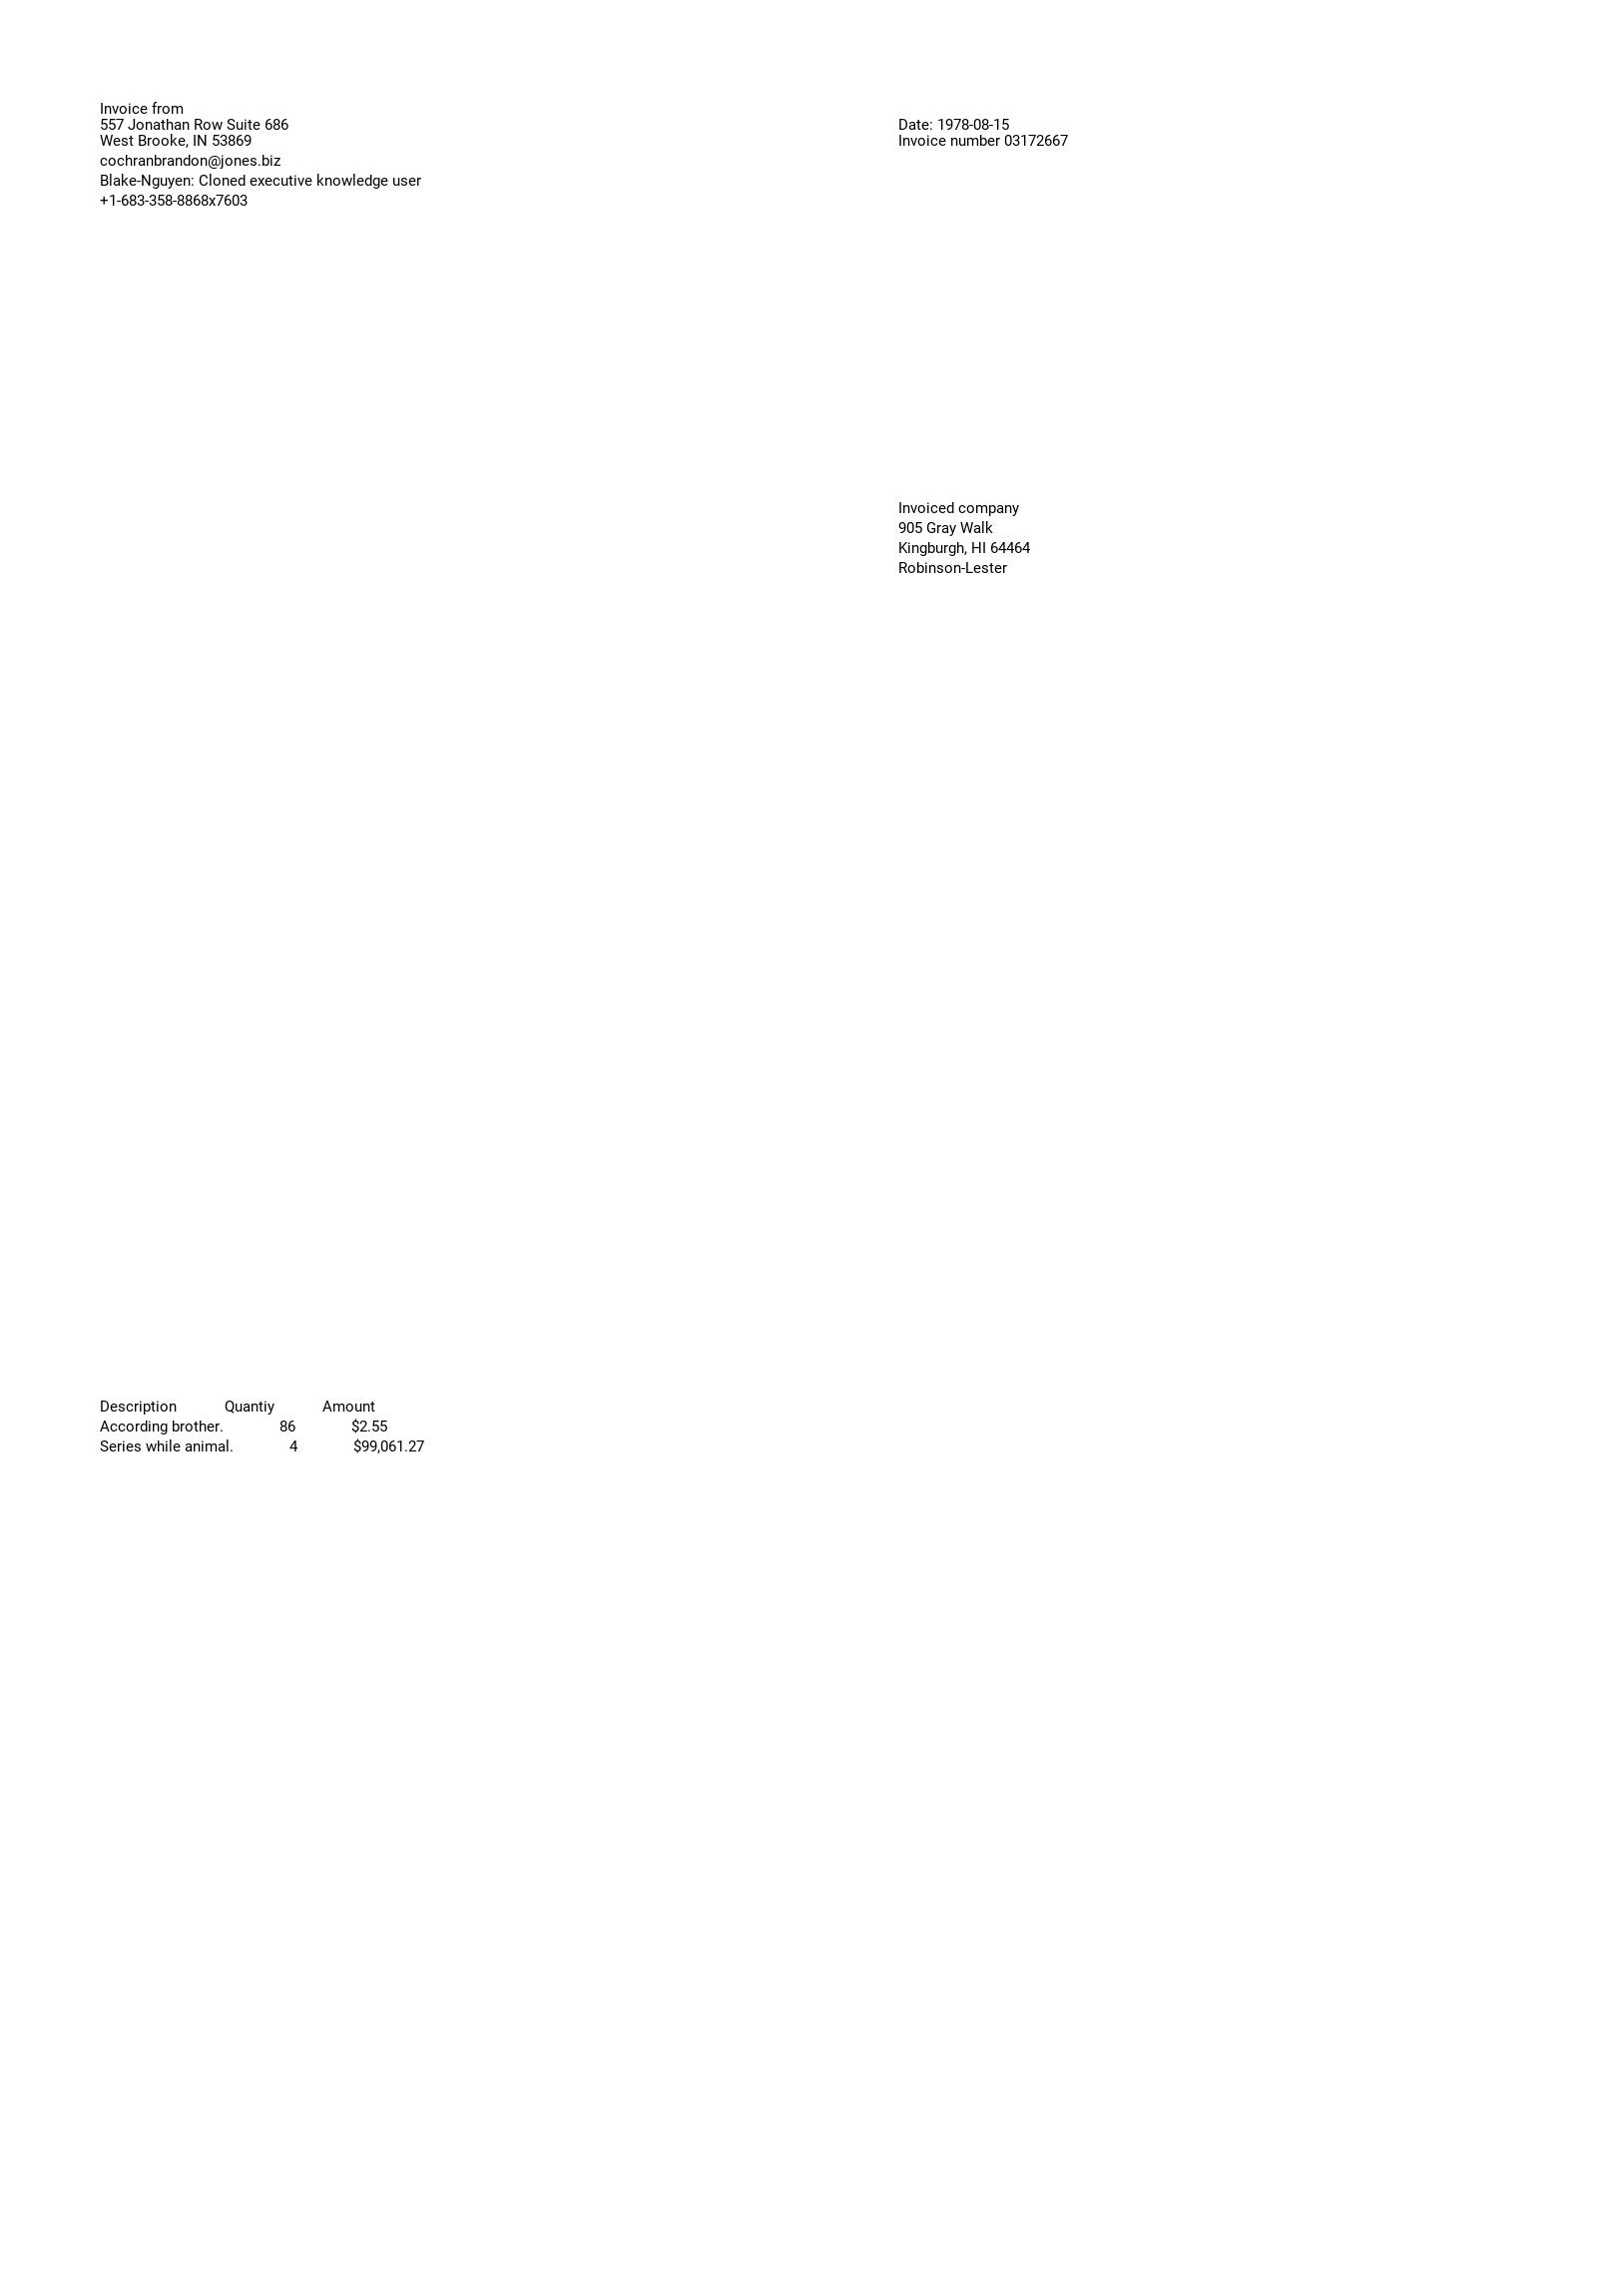 Invoice from
557 Jonathan Row Suite 686
West Brooke, IN 53869
cochranbrandon@jones.biz
Blake-Nguyen: Cloned executive knowledge user
+1-683-358-8868x7603
Date: 1978-08-15
Invoice number 03172667
Invoiced company
905 Gray Walk
Kingburgh, HI 64464
Robinson-Lester
Description Quantiy Amount
According brother. 86 $2.55
Series while animal. 4 $99,061.27